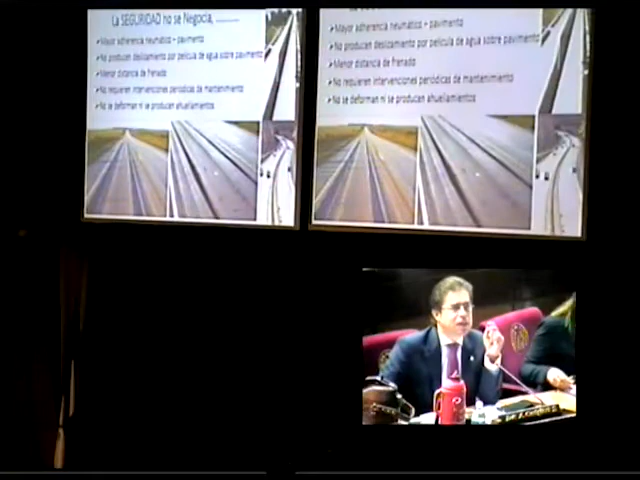 La SEGURIDAD no se Negocia, ..........
➤Mayor adherencia neumático – pavimento
➤No producen deslizamiento por película de agua sobre pavimento
➤Menor distancia de frenado
➤No requieren intervenciones periódicas de mantenimiento
➤No se deforman ni se producen ahuellamientos
➤Mayor adherencia neumático – pavimento
➤No producen deslizamiento por película de agua sobre pavimento
➤Menor distancia de frenado
➤No requieren intervenciones periódicas de mantenimiento
➤No se deforman ni se producen ahuellamientos